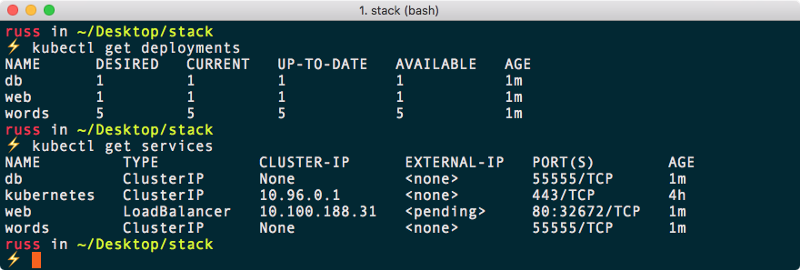 1. stack (bash)
russ in ~/Desktop/stack
⚡ kubectl get deployments
NAME DESIRED CURRENT UP-TO-DATE AVAILABLE AGE
db 1 1 1 1 1m
web 1 1 1 1 1m
words 5 5 5 5 1m
russ in ~/Desktop/stack
⚡ kubectl get services
NAME TYPE CLUSTER-IP EXTERNAL-IP PORT(S) AGE
db ClusterIP None <none> 55555/TCP 1m
kubernetes ClusterIP 10.96.0.1 <none> 443/TCP 4h
web LoadBalancer 10.100.188.31 <pending> 80:32672/TCP 1m
words ClusterIP None <none> 55555/TCP 1m
russ in ~/Desktop/stack
⚡